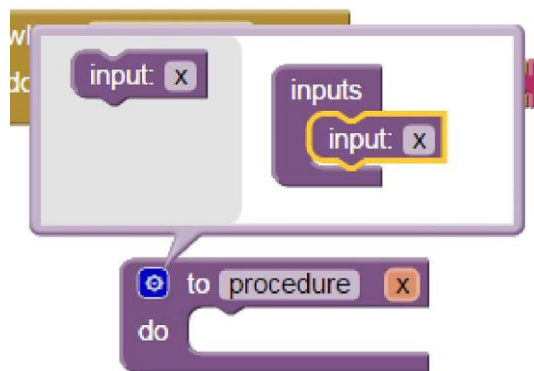 input: x
inputs
input: x
to procedure x
do